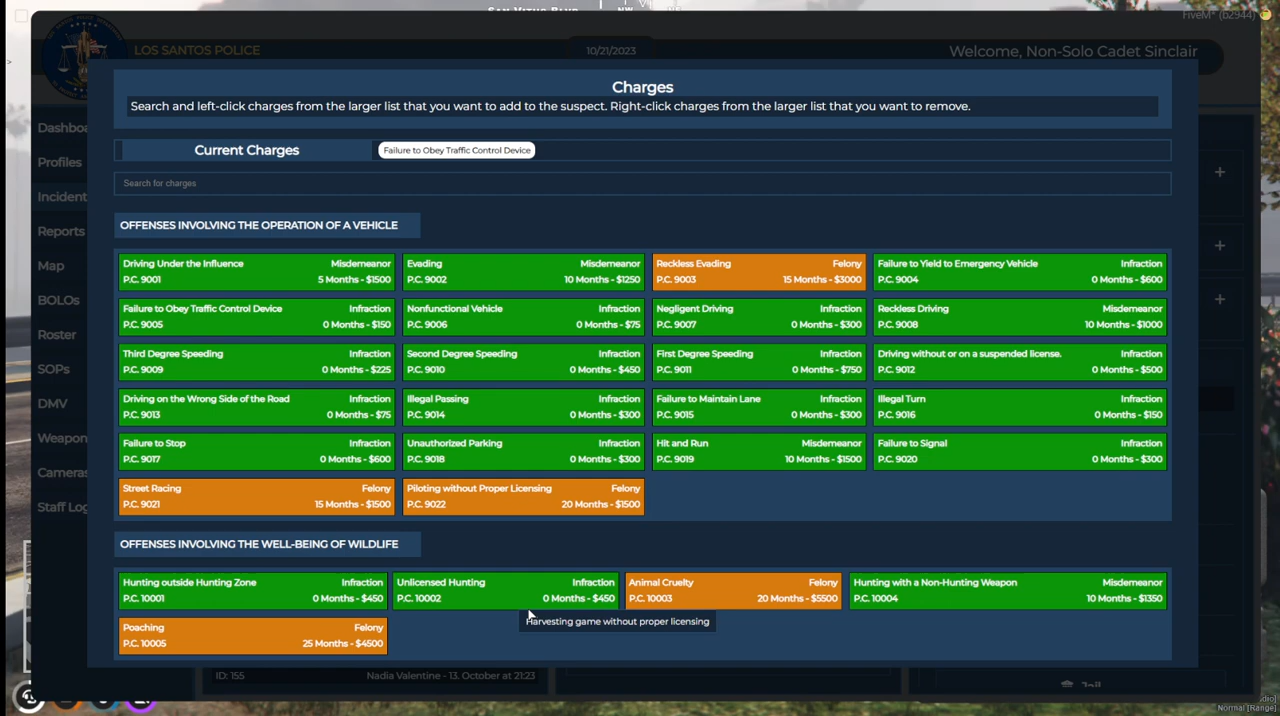 SAN VITUS BLVD
NW
FiveM* (b2944)
LOS SANTOS POLICE
10/21/2023
Welcome, Non-Solo Cadet Sinclair
Charges
Search and left-click charges from the larger list that you want to add to the suspect. Right-click charges from the larger list that you want to remove.
Current Charges
Failure to Obey Traffic Control Device
Search for charges
Dashbo
Profiles
Incident
Reports
Map
BOLOs
Roster
SOPs
DMV
Weapon
Cameras
Staff Log
OFFENSES INVOLVING THE OPERATION OF A VEHICLE
Driving Under the Influence Misdemeanor
P.C. 9001 5 Months - $1500
Evading Misdemeanor
P.C. 9002 10 Months - $1250
Reckless Evading Felony
P.C. 9003 15 Months - $3000
Failure to Yield to Emergency Vehicle Infraction
P.C. 9004 0 Months - $600
Failure to Obey Traffic Control Device Infraction
P.C. 9005 0 Months - $150
Nonfunctional Vehicle Infraction
P.C. 9006 0 Months - $75
Negligent Driving Infraction
P.C. 9007 0 Months - $300
Reckless Driving Misdemeanor
P.C. 9008 10 Months - $1000
Third Degree Speeding Infraction
P.C. 9009 0 Months - $225
Second Degree Speeding Infraction
P.C. 9010 0 Months - $450
First Degree Speeding Infraction
P.C. 9011 0 Months - $750
Driving without or on a suspended license. Infraction
P.C. 9012 0 Months - $500
Driving on the Wrong Side of the Road Infraction
P.C. 9013 0 Months - $75
Illegal Passing Infraction
P.C. 9014 0 Months - $300
Failure to Maintain Lane Infraction
P.C. 9015 0 Months - $300
Illegal Turn Infraction
P.C. 9016 0 Months - $150
Failure to Stop Infraction
P.C. 9017 0 Months - $600
Unauthorized Parking Infraction
P.C. 9018 0 Months - $300
Hit and Run Misdemeanor
P.C. 9019 10 Months - $1500
Failure to Signal Infraction
P.C. 9020 0 Months - $300
Street Racing Felony
P.C. 9021 15 Months - $1500
Piloting without Proper Licensing Felony
P.C. 9022 20 Months - $1500
OFFENSES INVOLVING THE WELL-BEING OF WILDLIFE
Hunting outside Hunting Zone Infraction
P.C. 10001 0 Months - $450
Unlicensed Hunting Infraction
P.C. 10002 0 Months - $450
Animal Cruelty Felony
P.C. 10003 20 Months - $5500
Hunting with a Non-Hunting Weapon Misdemeanor
P.C. 10004 10 Months - $1350
Harvesting game without proper licensing
Poaching Felony
P.C. 10005 25 Months - $4500
ID: 155 Nadia Valentine - 13. October at 21:23
Jail
Normal [Range]